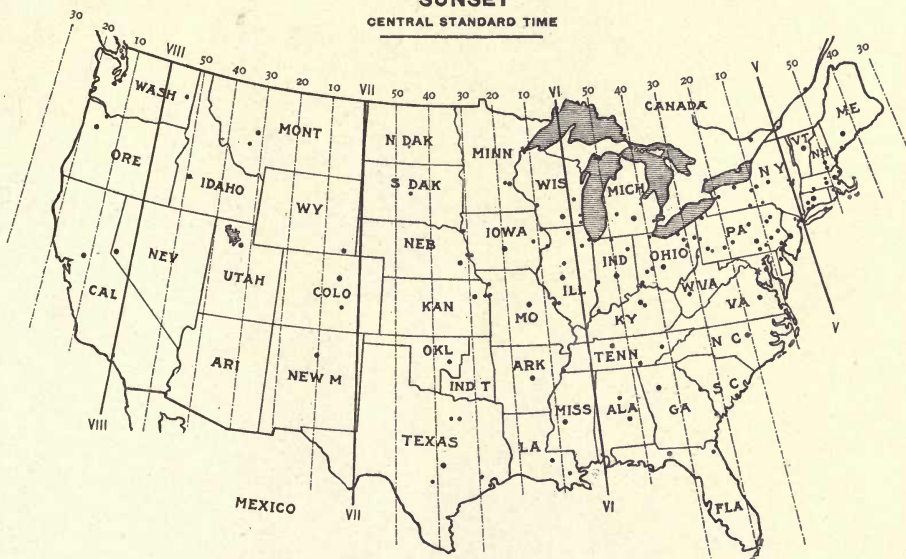 SUNSET
CENTRAL STANDARD TIME
30 20 10 VIII 50 40 30 20 10 VII 50 40 30 20 10 VI 50 40 30 20 10 V 50 40 30
WASH
MONT
N DAK
MINN
CANADA
ME
VT
NH
ORE
IDAHO
S DAK
WIS
MICH
N Y
WY
IOWA
PA
NEB
NEV
UTAH
COLO
ILL
IND
OHIO
W VA
VA
CAL
KAN
MO
KY
V
N C
TENN
ARI
NEW M
OKL
IND T
ARK
S C
MISS
ALA
GA
VIII
TEXAS
LA
MEXICO
VII
VI
FLA